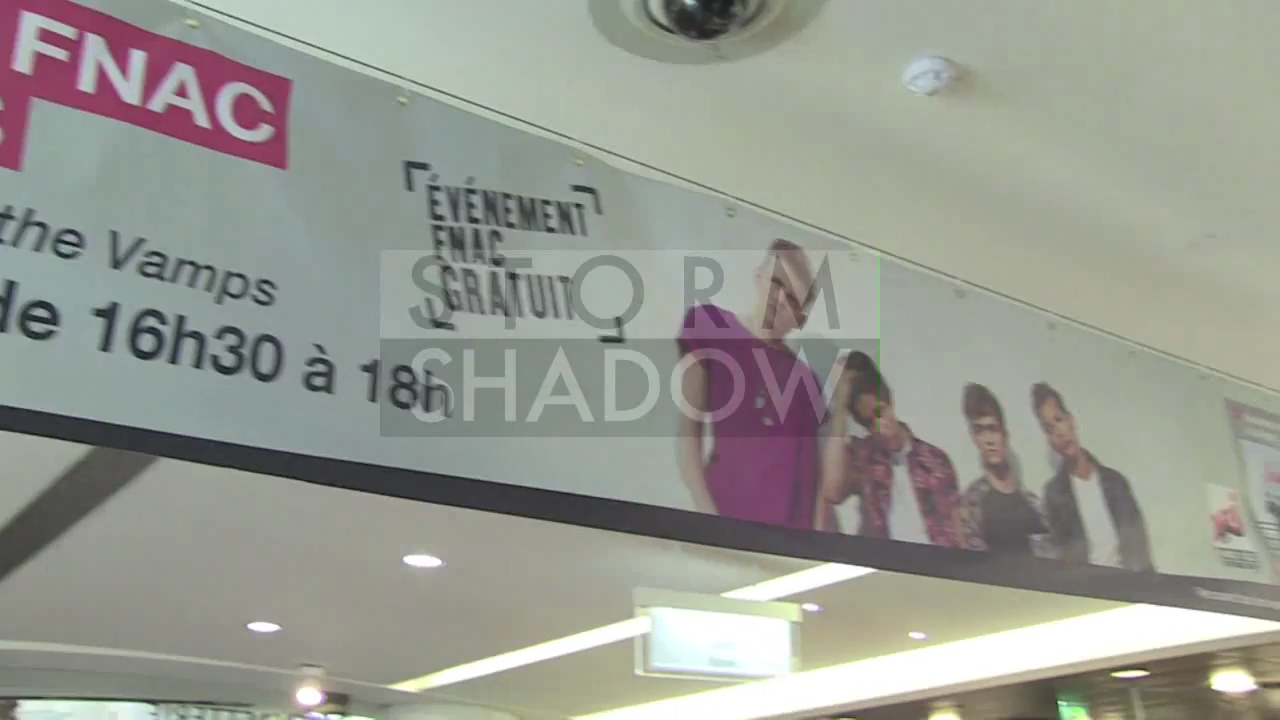 FNAC
the Vamps
de 16h30 à 18h
ÉVÉNEMENT
FNAC
GRATUIT
STORM
SHADOW